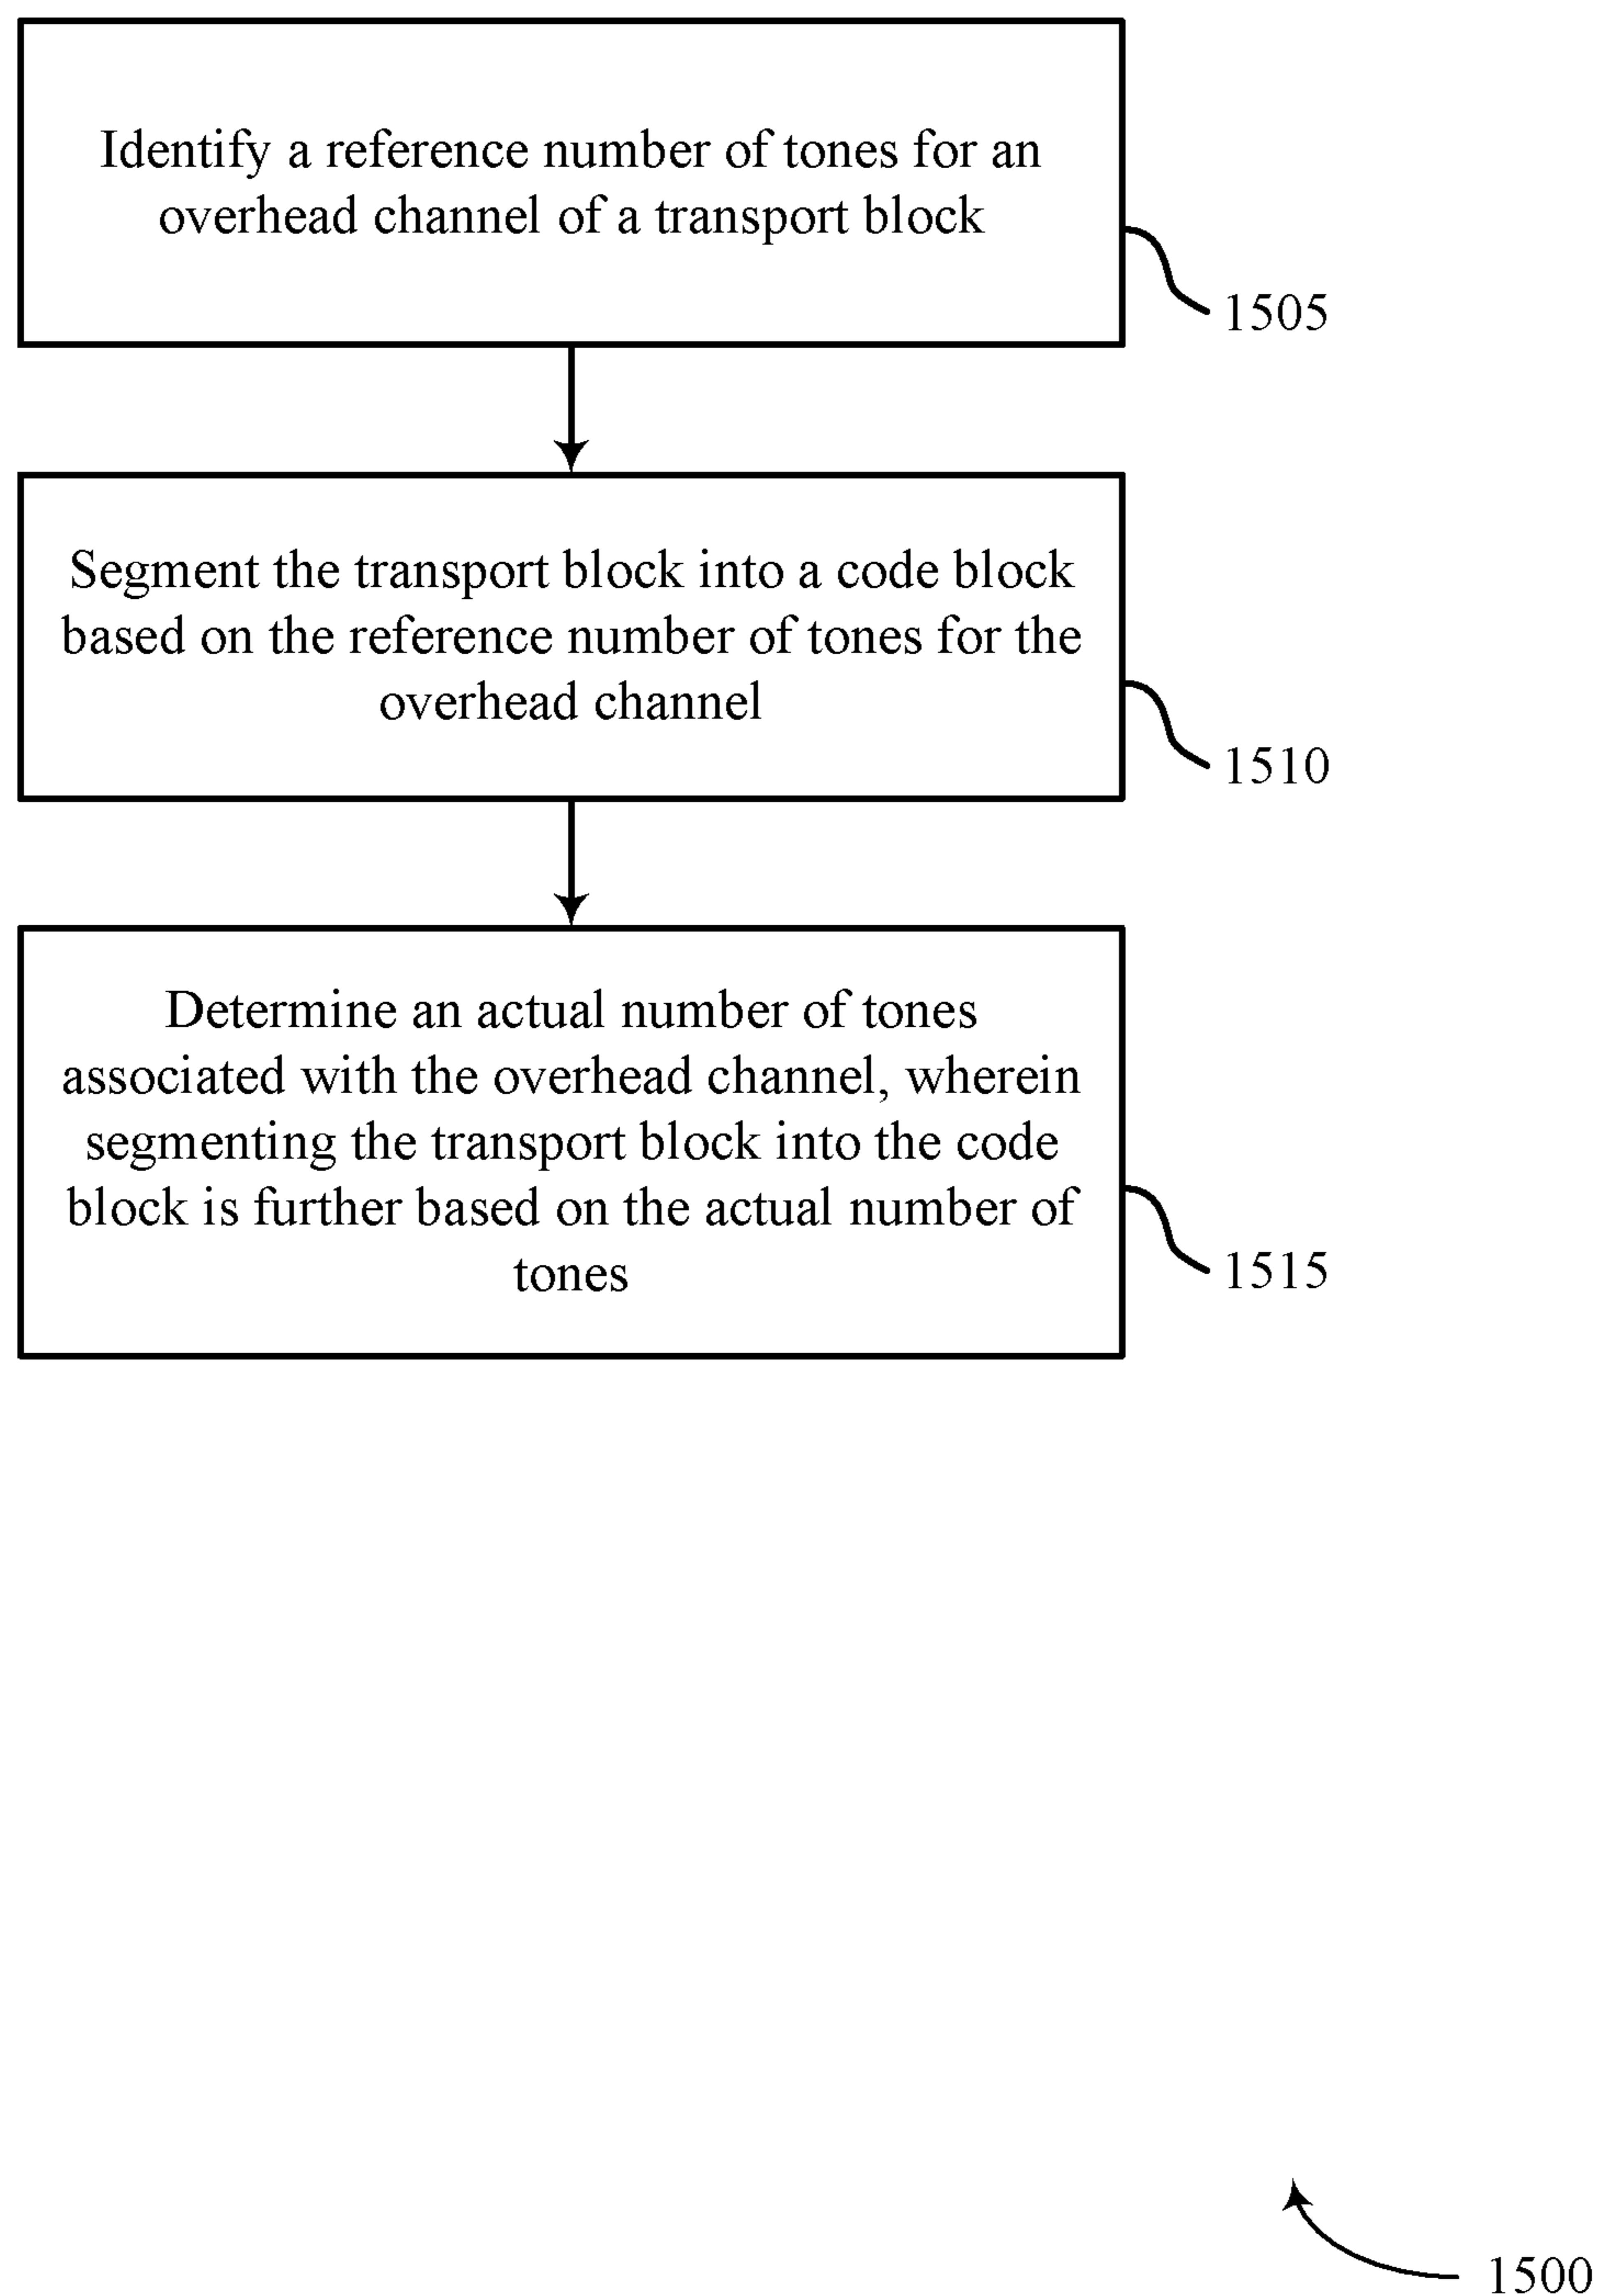 Identify a reference number of tones for an
overhead channel of a transport block
1505
Segment the transport block into a code block
based on the reference number of tones for the
overhead channel
1510
Determine an actual number of tones
associated with the overhead channel, wherein
segmenting the transport block into the code
block is further based on the actual number of
tones
1515
1500